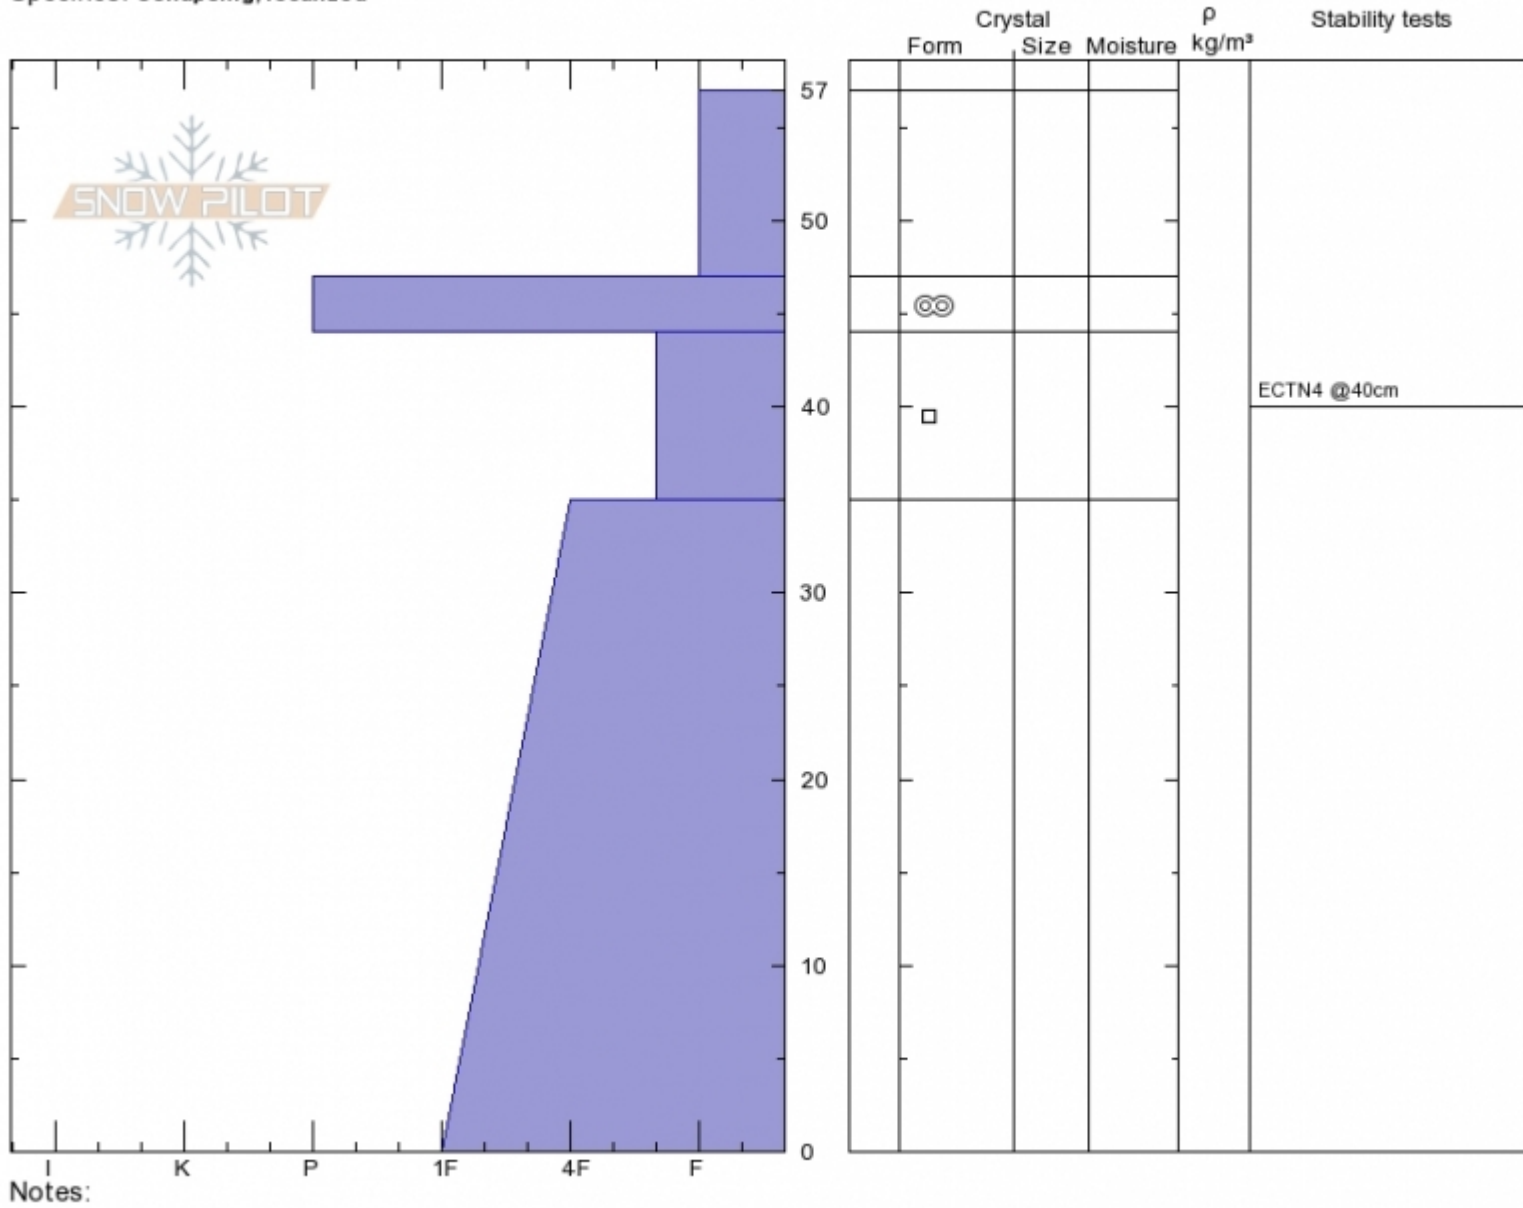 Crystal
ρ
Stability tests
Form
Size
Moisture
kg/m³
SNOW PILOT
57
50
40
30
20
10
0
ECTN4 @40cm
I
K
P
1F
4F
F
Notes: